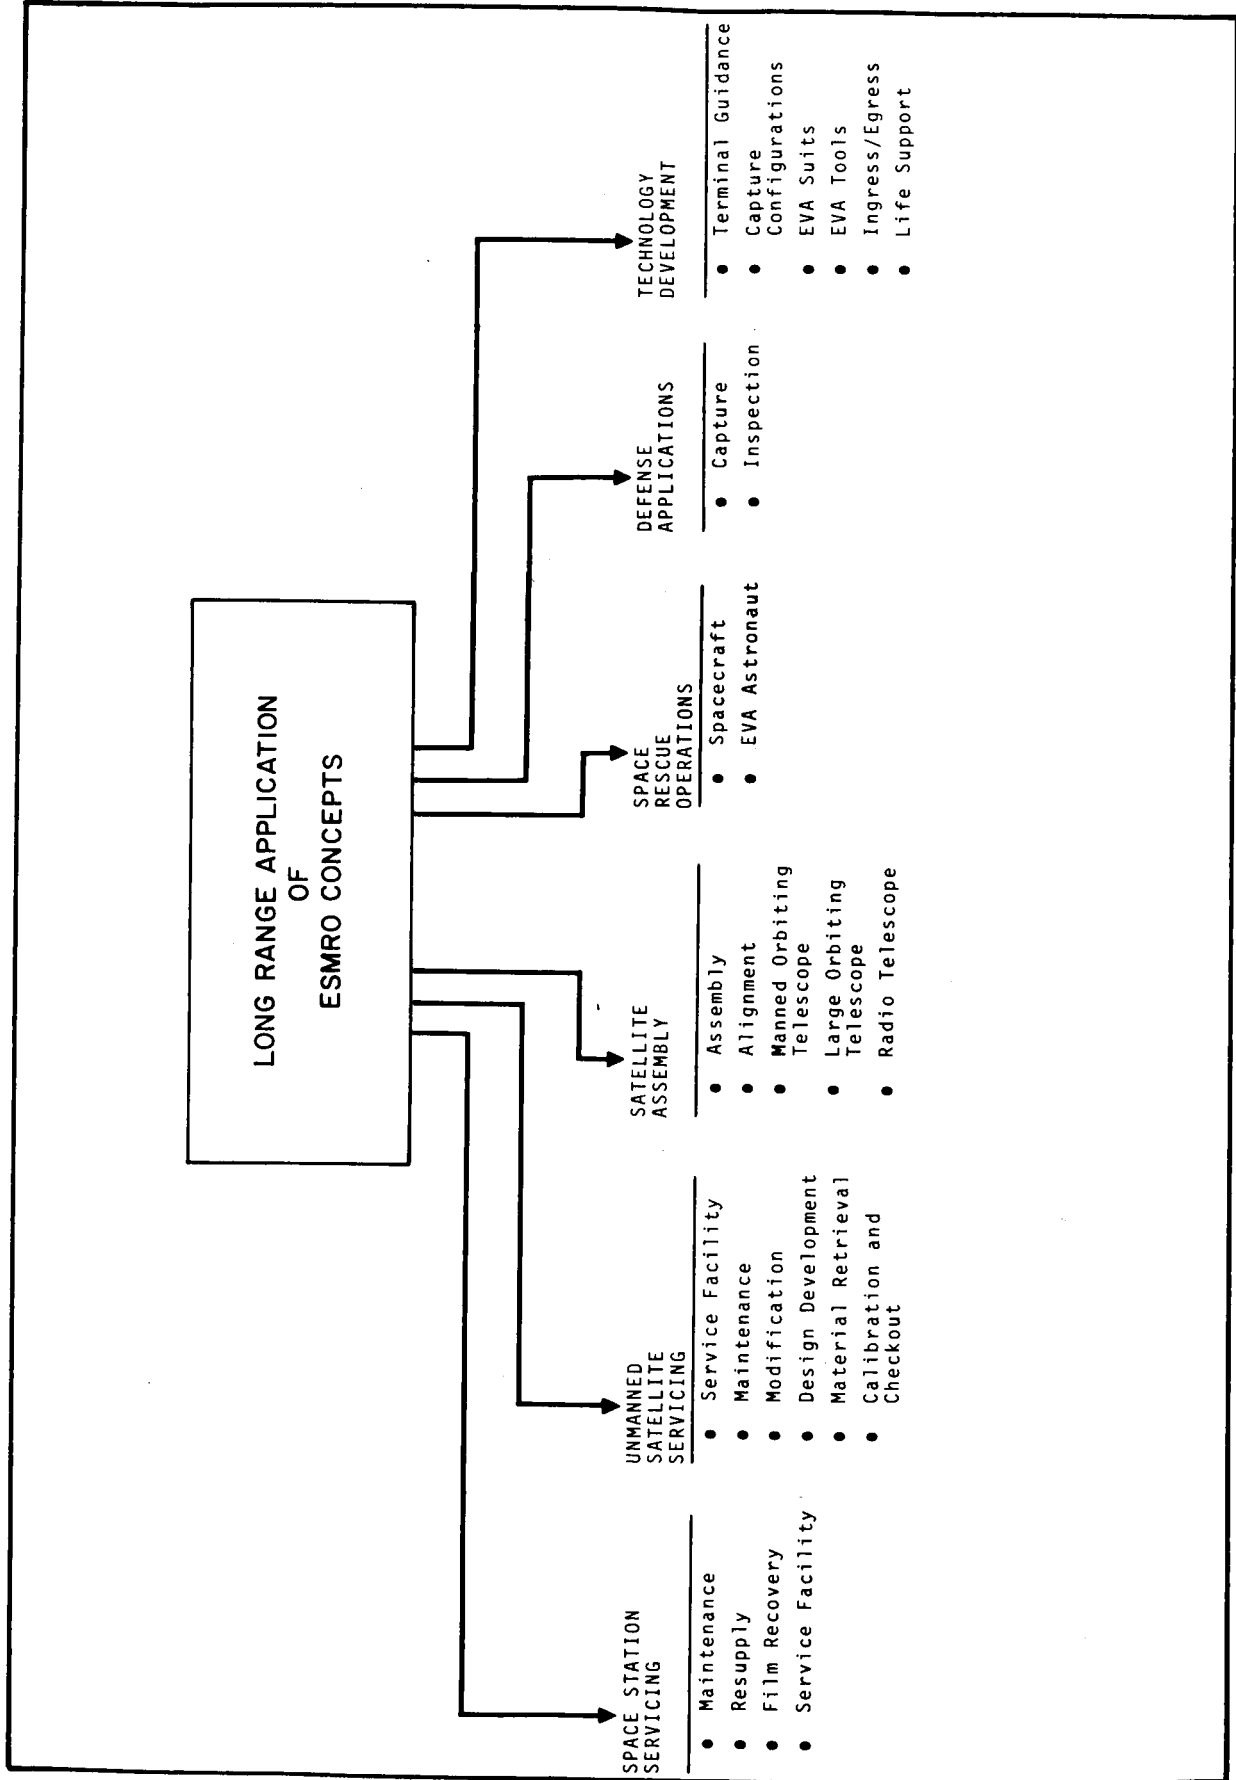 LONG RANGE APPLICATION
OF
ESMRO CONCEPTS
SPACE STATION
SERVICING
• Maintenance
• Resupply
• Film Recovery
• Service Facility
UNMANNED
SATELLITE
SERVICING
• Service Facility
• Maintenance
• Modification
• Design Development
• Material Retrieval
• Calibration and
Checkout
SATELLITE
ASSEMBLY
• Assembly
• Alignment
• Manned Orbiting
Telescope
• Large Orbiting
Telescope
• Radio Telescope
SPACE
RESCUE
OPERATIONS
• Spacecraft
• EVA Astronaut
DEFENSE
APPLICATIONS
• Capture
• Inspection
TECHNOLOGY
DEVELOPMENT
• Terminal Guidance
• Capture
Configurations
• EVA Suits
• EVA Tools
• Ingress/Egress
• Life Support